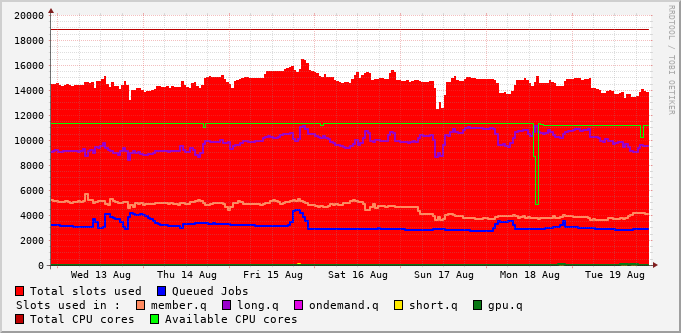 20000
18000
16000
14000
12000
10000
8000
6000
4000
2000
0
Wed 13 Aug Thu 14 Aug Fri 15 Aug Sat 16 Aug Sun 17 Aug Mon 18 Aug Tue 19 Aug
Total slots used Queued Jobs
Slots used in : member.q long.q ondemand.q short.q gpu.q
Total CPU cores Available CPU cores
RRDTOOL / TOBI OETIKER